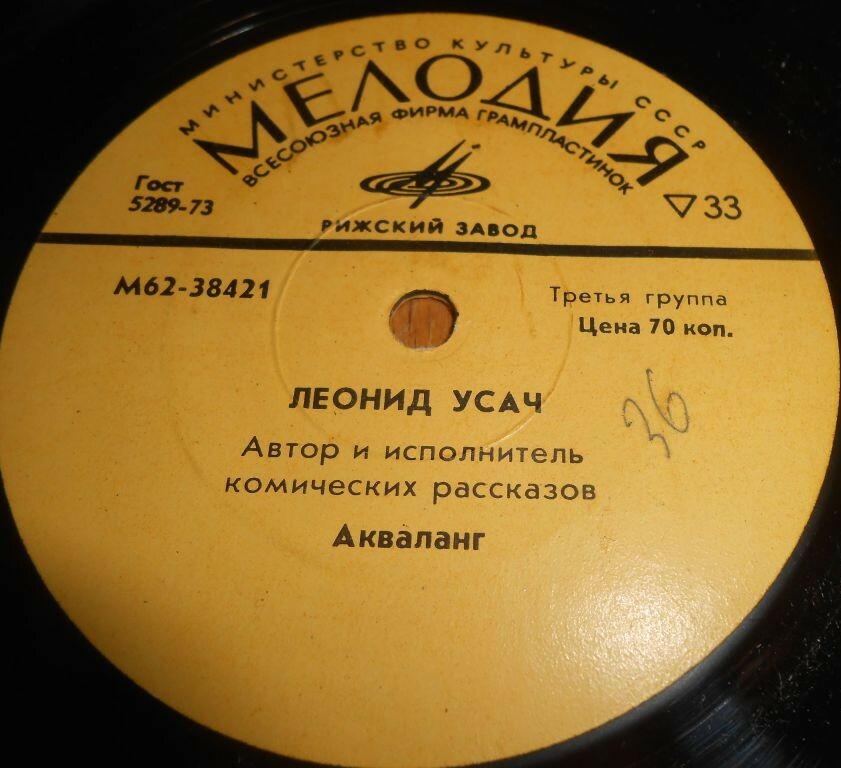 МИНИСТЕРСТВО КУЛЬТУРЫ СССР
МЕЛОДИЯ
ВСЕСОЮЗНАЯ ФИРМА ГРАМПЛАСТИНОК
Гост
5289-73
▽33
РИЖСКИЙ ЗАВОД
М62-38421
Третья группа
Цена 70 коп.
ЛЕОНИД УСАЧ
36
Автор и исполнитель
комических рассказов
Акваланг